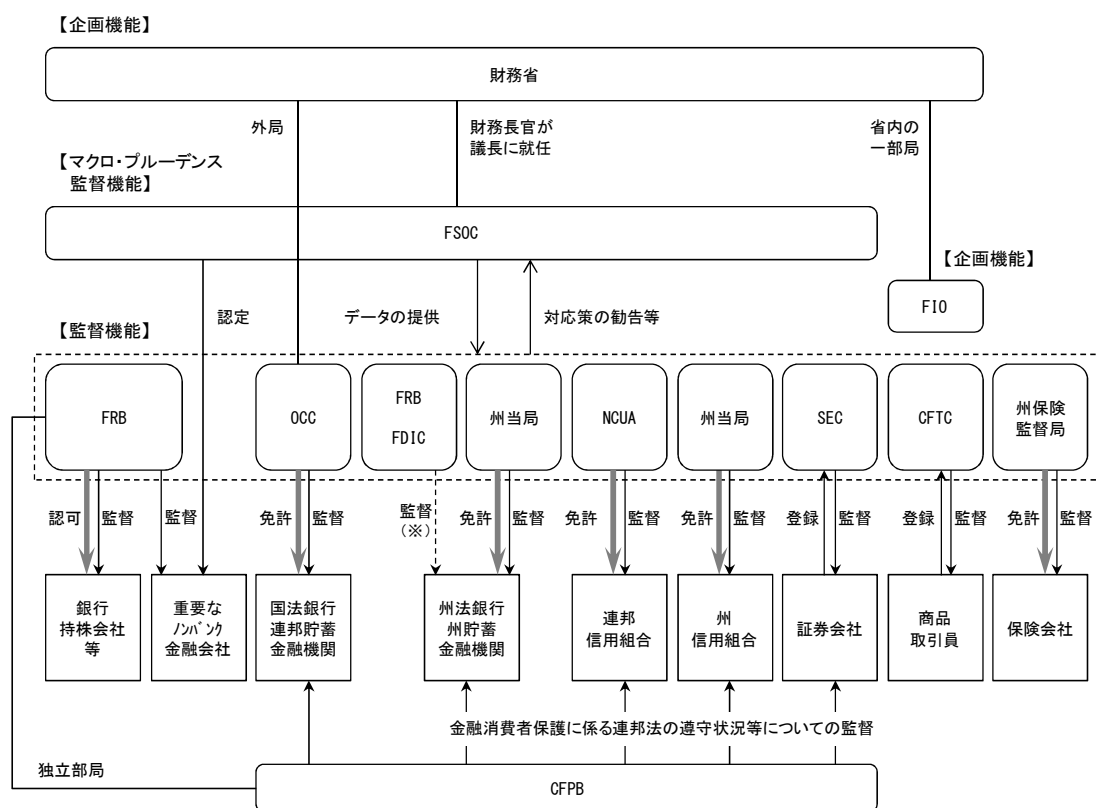 【企画機能】
財務省
外局
財務長官が
議長に就任
省内の
一部局
【マクロ・プルーデンス
監督機能】
FSOC
【企画機能】
FIO
認定
データの提供
対応策の勧告等
【監督機能】
FRB
OCC
FRB
FDIC
州当局
NCUA
州当局
SEC
CFTC
州保険
監督局
認可
監督
監督
免許
監督
監督
(※)
免許
監督
免許
監督
免許
監督
登録
監督
登録
監督
免許
監督
銀行
持株会社
等
重要な
ノンバンク
金融会社
国法銀行
連邦貯蓄
金融機関
州法銀行
州貯蓄
金融機関
連邦
信用組合
州
信用組合
証券会社
商品
取引員
保険会社
金融消費者保護に係る連邦法の遵守状況等についての監督
独立部局
CFPB